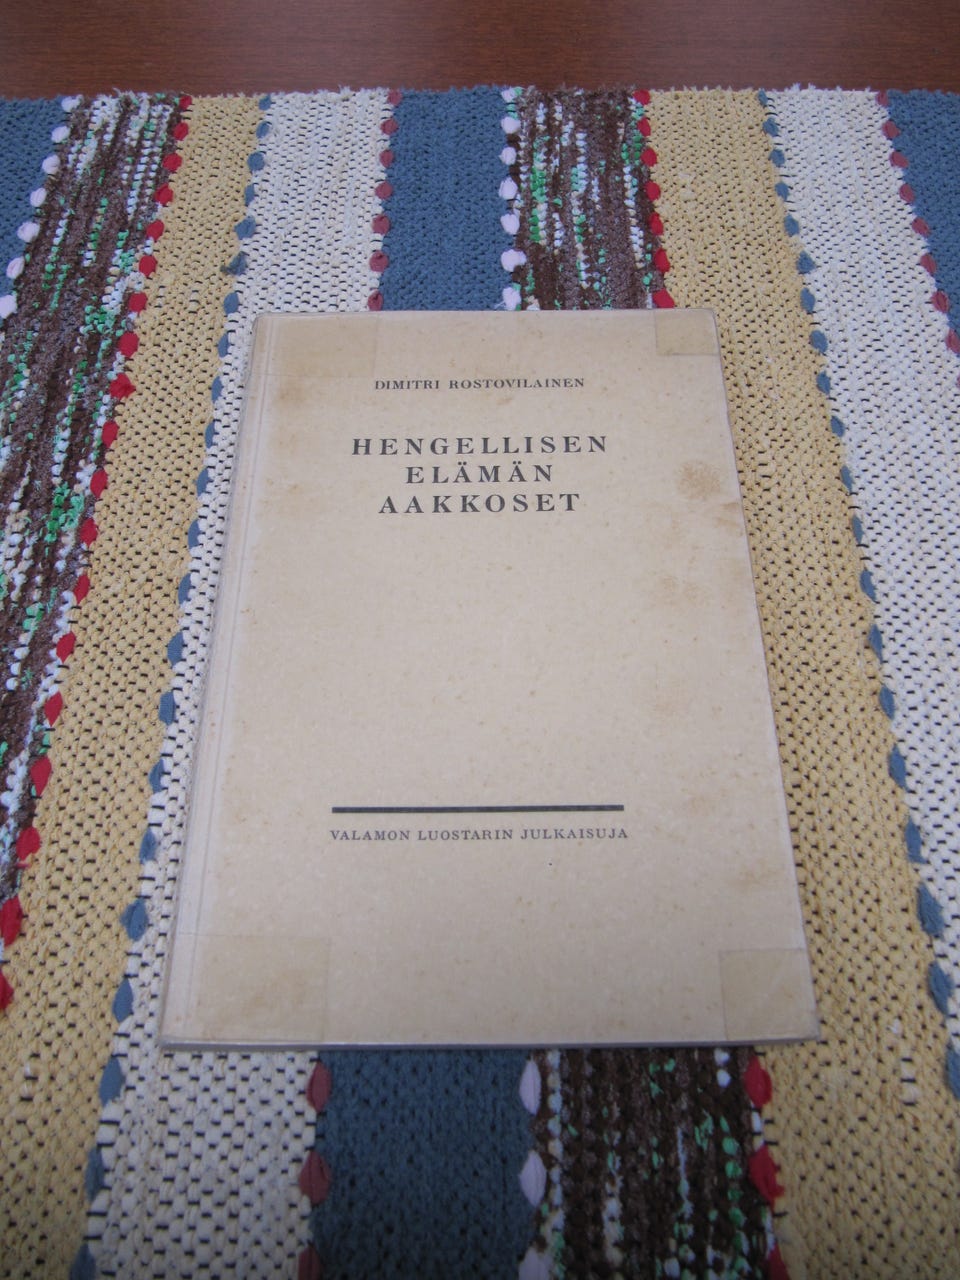 DIMITRI ROSTOVILAINEN
HENGELLISEN
ELÄMÄN
AAKKOSET
VALAMON LUOSTARIN JULKAISUJA